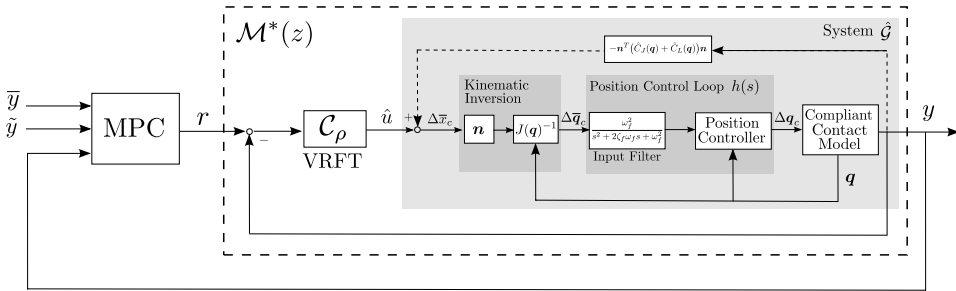 𝓜*(z)
System 𝒢̂
−n^T(Ĉ_J(q) + Ĉ_L(q))n
y̅
ỹ
MPC
r
−
𝒞_ρ
VRFT
û
+
Δx̅_c
Kinematic
Inversion
n
J(q)^−1
Δq̅_c
Position Control Loop h(s)
ω_f^2
s^2 + 2ζ_f ω_f s + ω_f^2
Input Filter
Position
Controller
Δq_c
Compliant
Contact
Model
q
y